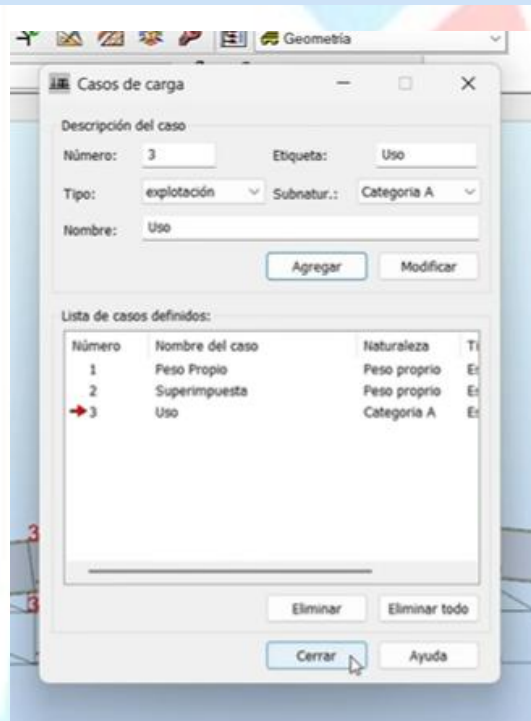 Geometría
Casos de carga
Descripción del caso
Número: 3 Etiqueta: Uso
Tipo: explotación Subnatur.: Categoria A
Nombre: Uso
Agregar Modificar
Lista de casos definidos:
Número Nombre del caso Naturaleza
1 Peso Propio Peso proprio
2 Superimpuesta Peso proprio
3 Uso Categoria A
Eliminar Eliminar todo
Cerrar Ayuda
3
3